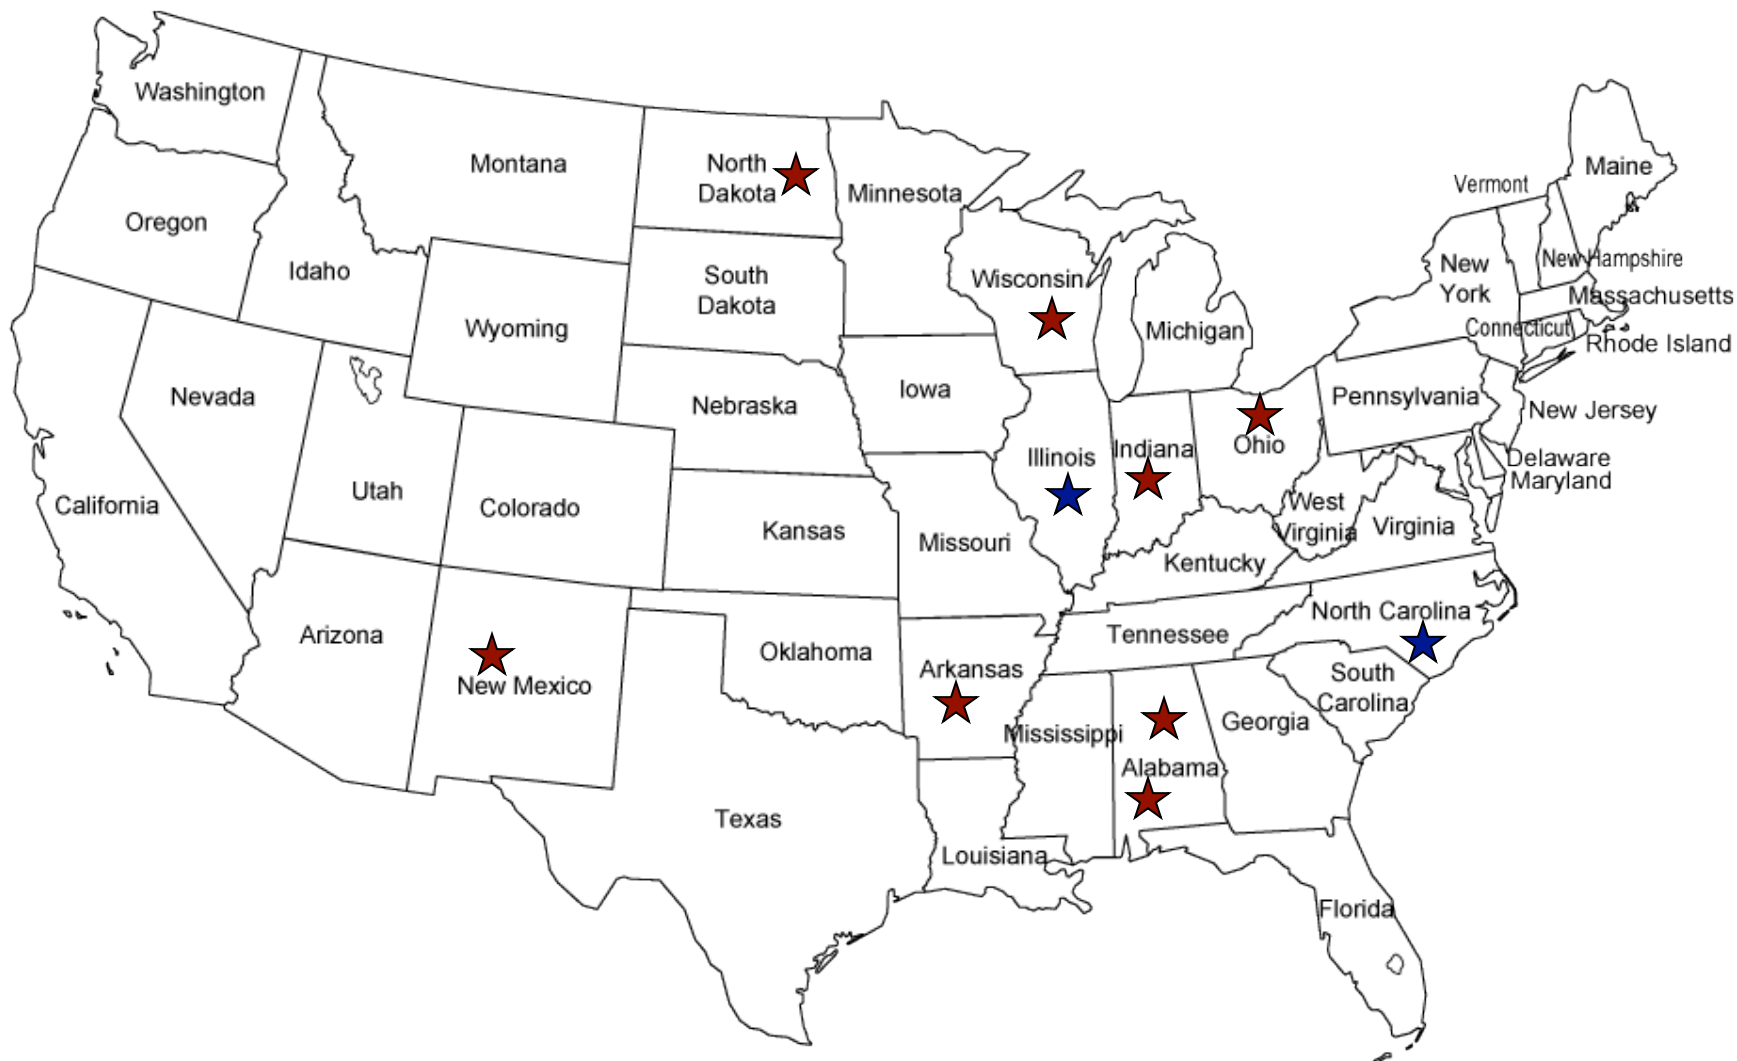 Washington
Montana
North
Dakota
Minnesota
Maine
Vermont
Oregon
Idaho
South
Dakota
Wisconsin
New
York
New Hampshire
Massachusetts
Wyoming
Michigan
Connecticut
Rhode Island
Nevada
Nebraska
Iowa
Pennsylvania
New Jersey
California
Utah
Colorado
Illinois
Indiana
Ohio
Delaware
Maryland
West
Virginia
Virginia
Kansas
Missouri
Kentucky
Arizona
New Mexico
Oklahoma
Arkansas
Tennessee
North Carolina
South
Carolina
Mississippi
Alabama
Georgia
Texas
Louisiana
Florida